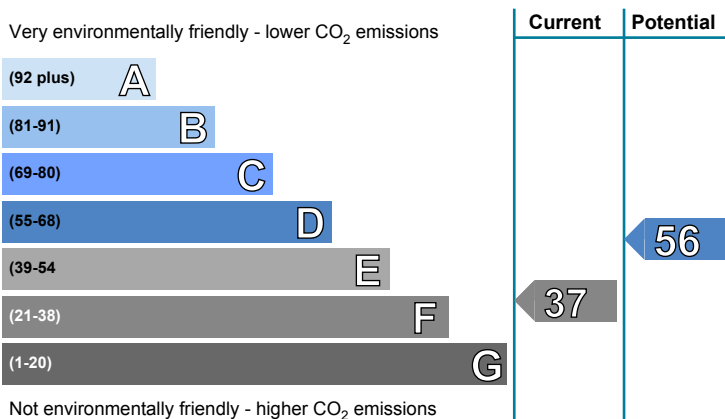 Very environmentally friendly - lower CO2 emissions
Current
Potential
(92 plus) A
(81-91) B
(69-80) C
(55-68) D
56
(39-54 E
37
(21-38) F
(1-20) G
Not environmentally friendly - higher CO2 emissions